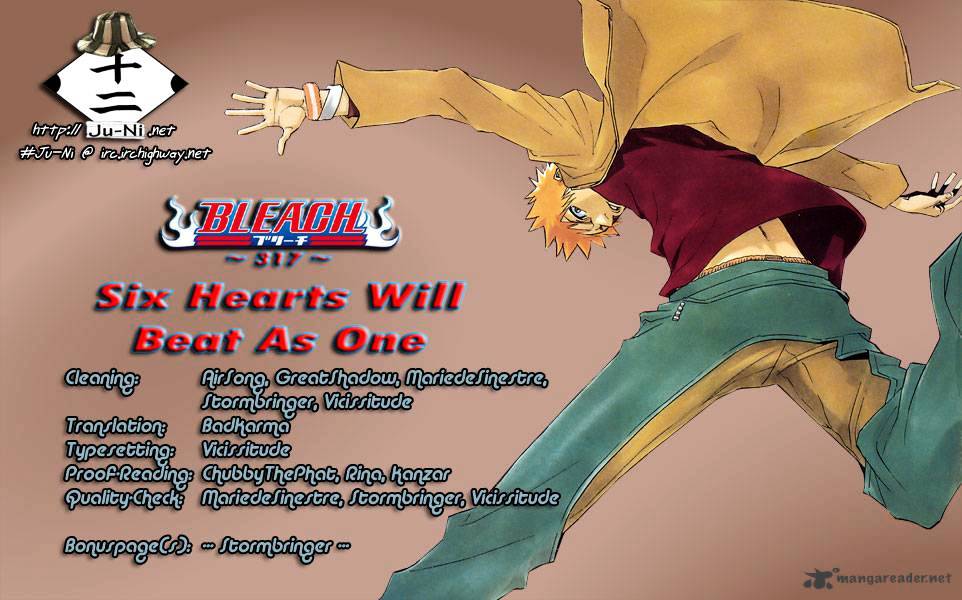 十二
http:// Ju-Ni .net
#Ju-Ni @ irc.irchighway.net
BLEACH
ブリーチ
~ 317 ~
Six Hearts Will
Beat As One
Cleaning: AirSong, GreatShadow, MariedeSinestre,
Stormbringer, Vicissitude
Translation: BadKarma
Typesetting: Vicissitude
Proof-Reading: ChubbyThePhat, Rina, Kanzar
Quality-Check: MariedeSinestre, Stormbringer, Vicissitude
Bonuspage(s): ... Stormbringer ...
mangareader.net